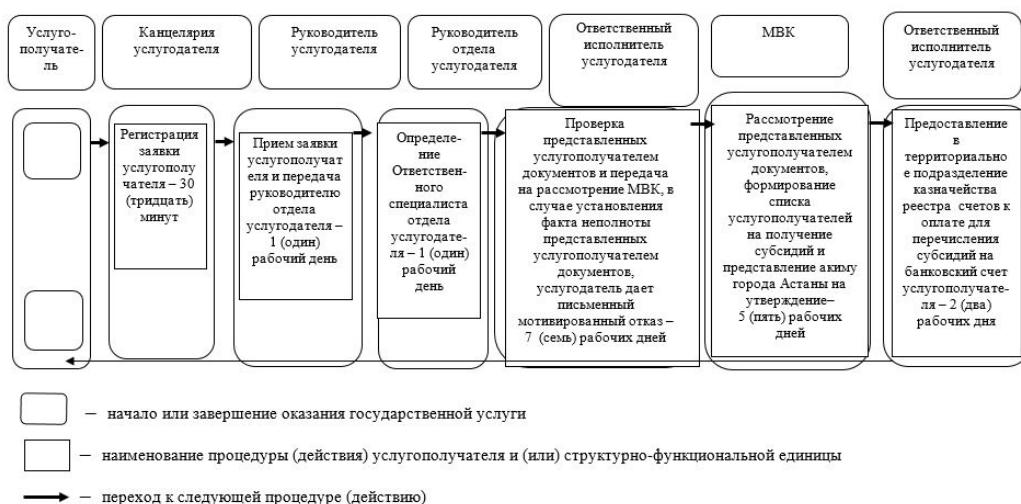 Услуго-
получате-
ль
Канцелярия
услугодателя
Руководитель
услугодателя
Руководитель
отдела
услугодателя
Ответственный
исполнитель
услугодателя
МВК
Ответственный
исполнитель
услугодателя
Регистрация
заявки
услугополу
чателя – 30
(тридцать)
минут
Прием заявки
услугополучат
еля и передача
руководителю
отдела
услугодателя –
1 (один)
рабочий день
Определе-
ние
Ответствен-
ного
специалиста
отдела
услугодате-
ля – 1 (один)
рабочий
день
Проверка
представленных
услугополучателем
документов и передача
на рассмотрение МВК, в
случае установления
факта неполноты
представленных
услугополучателем
документов,
услугодатель дает
письменный
мотивированный отказ –
7 (семь) рабочих дней
Рассмотрение
представленных
услугополучателем
документов,
формирование
списка
услугополучателей
на получение
субсидий и
представление акиму
города Астаны на
утверждение–
5 (пять) рабочих
дней
Предоставление
в
территориально
е подразделение
казначейства
реестра счетов к
оплате для
перечисления
субсидий на
банковский счет
услугополучате-
ля – 2 (два)
рабочих дня
– начало или завершение оказания государственной услуги
– наименование процедуры (действия) услугополучателя и (или) структурно-функциональной единицы
– переход к следующей процедуре (действию)